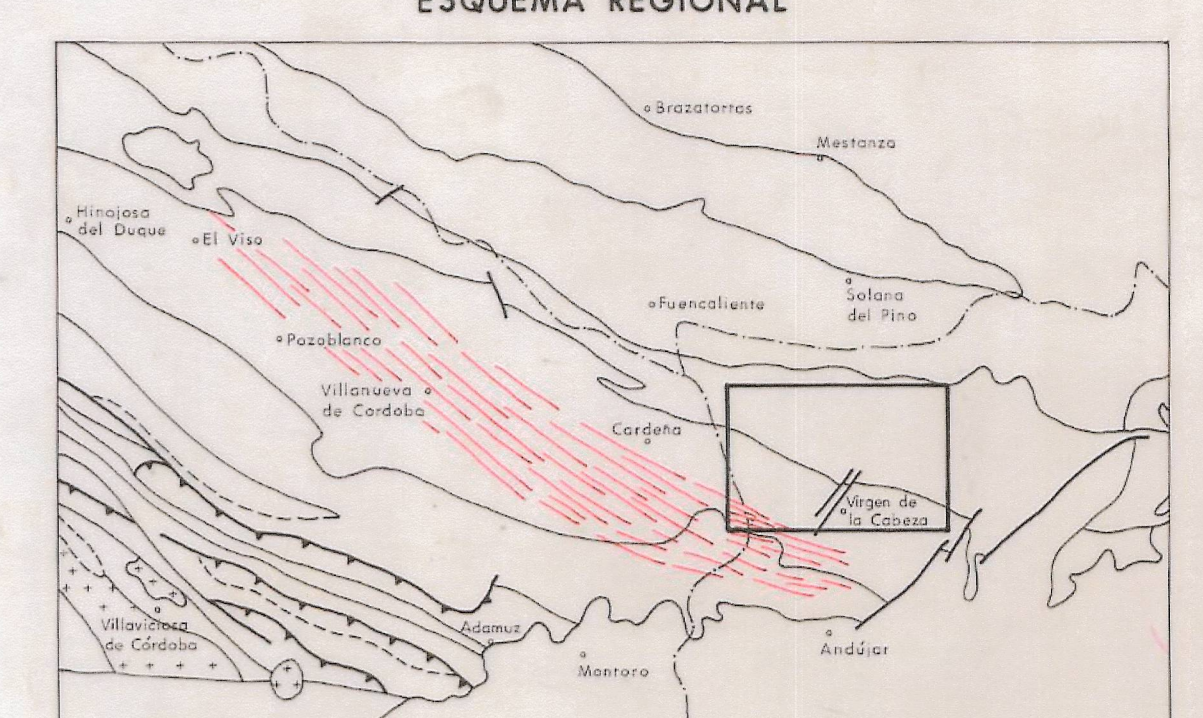 ESQUEMA REGIONAL
Brazatortas
Mestanza
Hinojosa
del Duque
El Viso
Solana
del Pino
Fuencaliente
Pozoblanco
Villanueva
de Cordoba
Cardeña
Virgen de
la Cabeza
Villaviciosa
de Córdoba
Adamuz
Andújar
Montoro